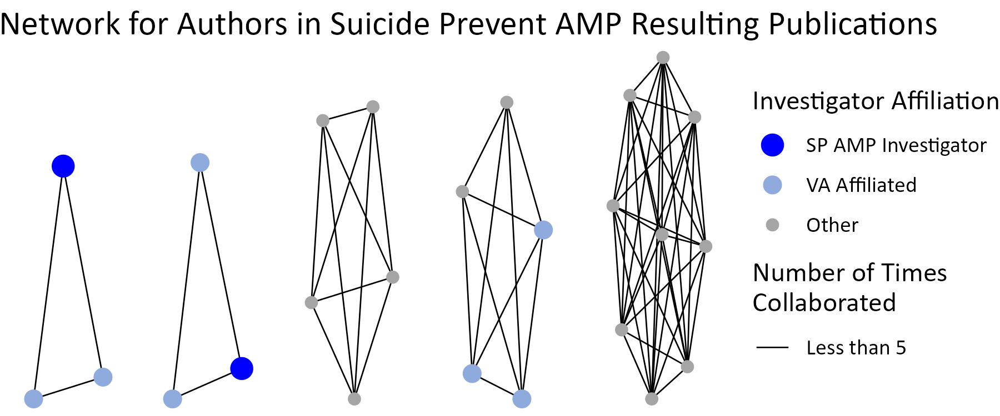 Network for Authors in Suicide Prevent AMP Resulting Publications
Investigator Affiliation
SP AMP Investigator
VA Affiliated
Other
Number of Times
Collaborated
Less than 5